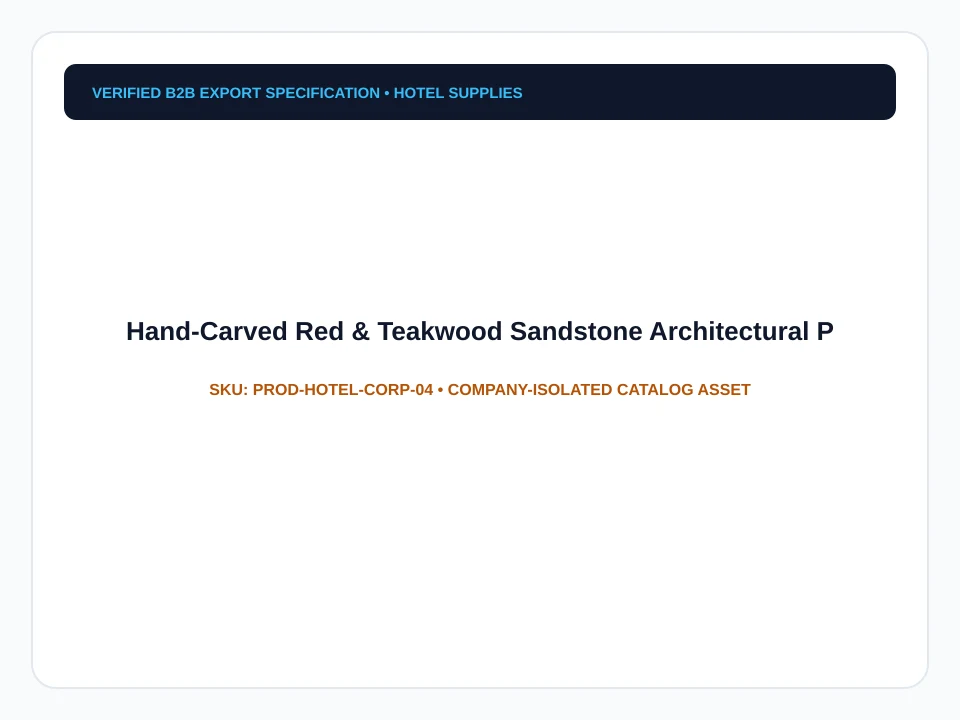 VERIFIED B2B EXPORT SPECIFICATION • HOTEL SUPPLIES
Hand-Carved Red & Teakwood Sandstone Architectural P
SKU: PROD-HOTEL-CORP-04 • COMPANY-ISOLATED CATALOG ASSET